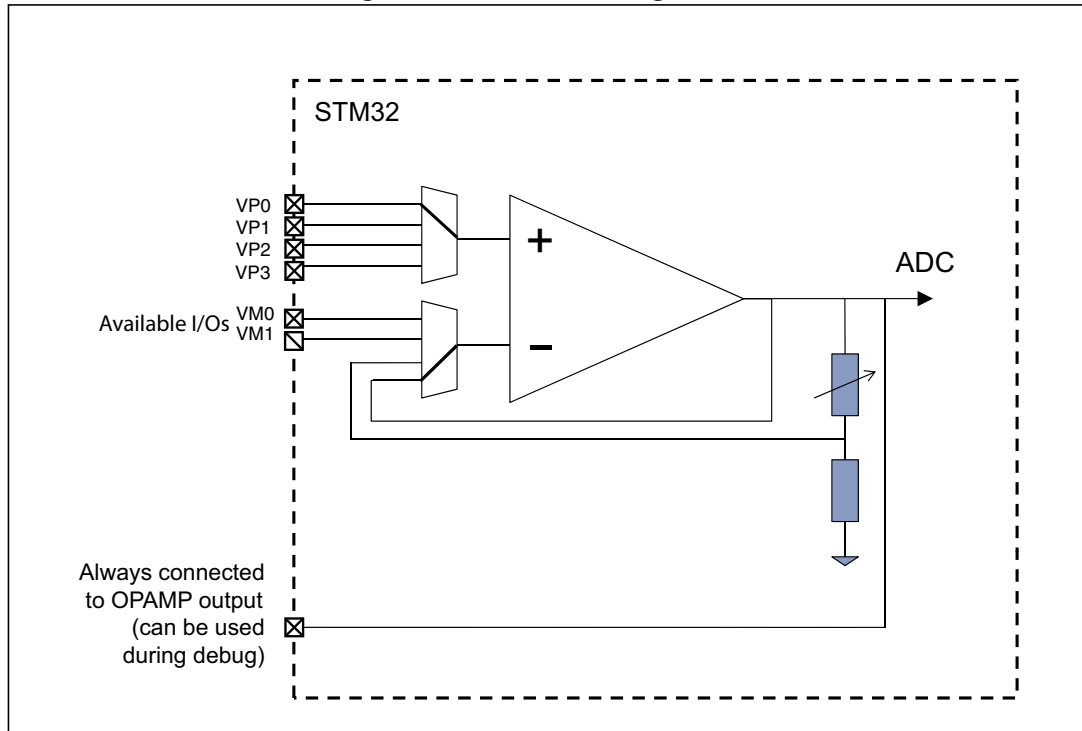 STM32
VP0
VP1
VP2
VP3
Available I/Os
VM0
VM1
+
−
ADC
Always connected
to OPAMP output
(can be used
during debug)